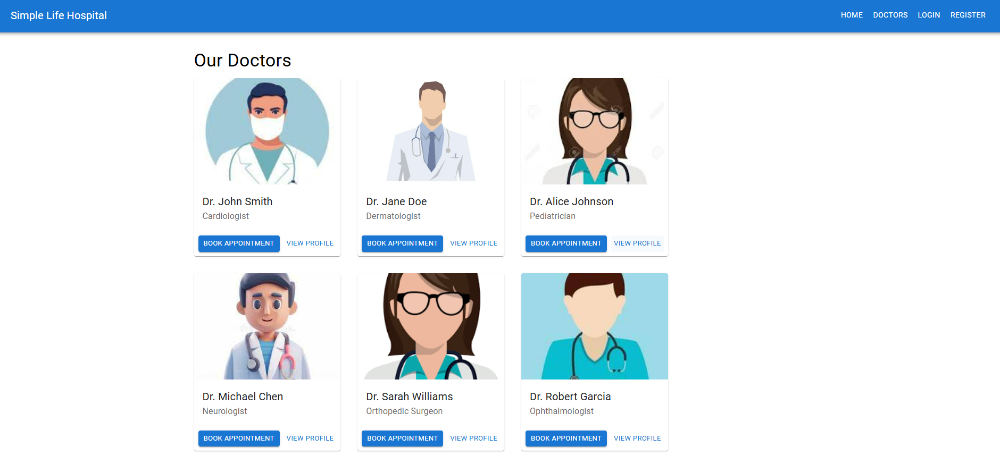 Simple Life Hospital
HOME DOCTORS LOGIN REGISTER
Our Doctors
Dr. John Smith
Cardiologist
BOOK APPOINTMENT VIEW PROFILE
Dr. Jane Doe
Dermatologist
BOOK APPOINTMENT VIEW PROFILE
Dr. Alice Johnson
Pediatrician
BOOK APPOINTMENT VIEW PROFILE
Dr. Michael Chen
Neurologist
BOOK APPOINTMENT VIEW PROFILE
Dr. Sarah Williams
Orthopedic Surgeon
BOOK APPOINTMENT VIEW PROFILE
Dr. Robert Garcia
Ophthalmologist
BOOK APPOINTMENT VIEW PROFILE